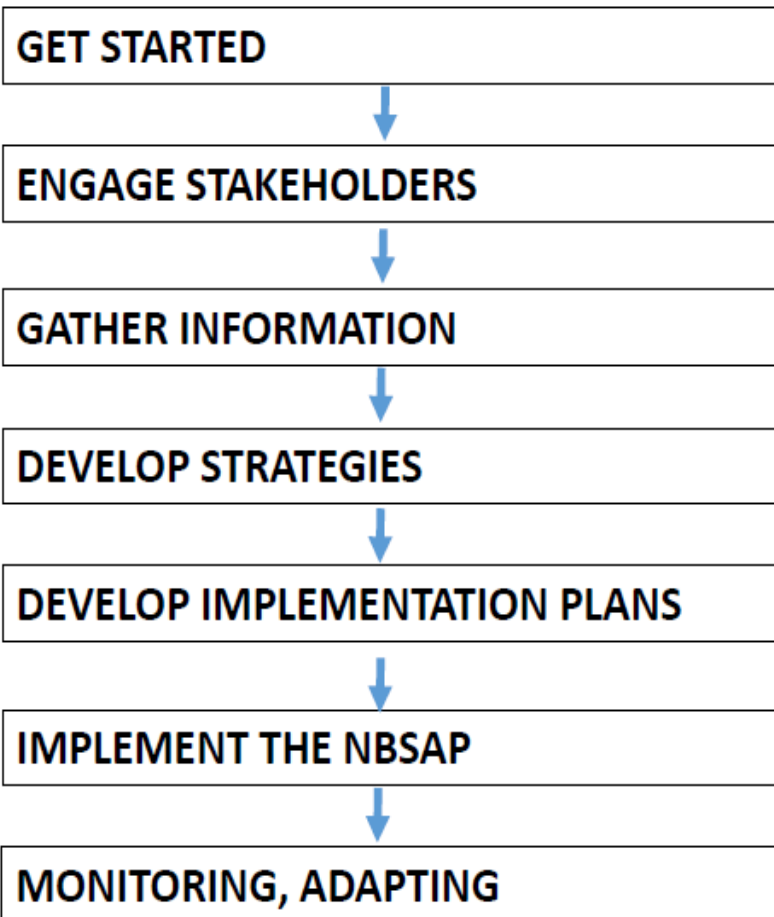 GET STARTED
ENGAGE STAKEHOLDERS
GATHER INFORMATION
DEVELOP STRATEGIES
DEVELOP IMPLEMENTATION PLANS
IMPLEMENT THE NBSAP
MONITORING, ADAPTING